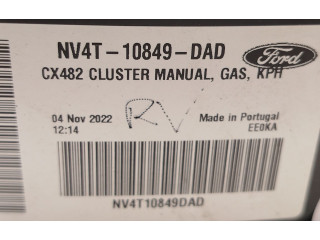 NV4T-10849-DAD
Ford
CX482 CLUSTER MANUAL, GAS, KPH
04 Nov 2022
12:14
RV
Made in Portugal
EE0KA
NV4T10849DAD